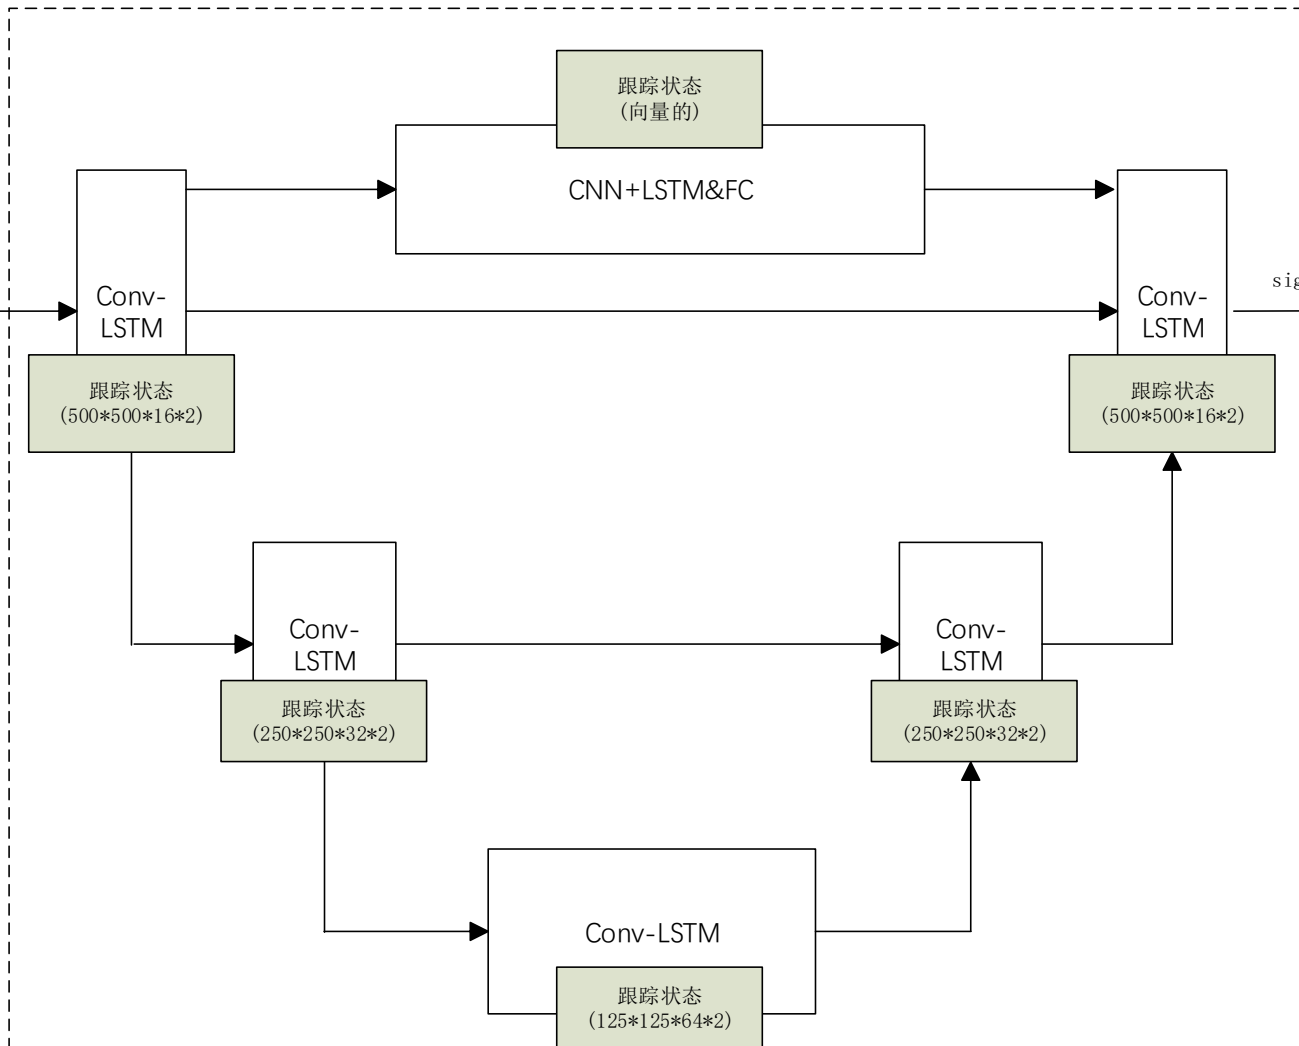 跟踪状态
(向量的)
CNN+LSTM&FC
Conv-
LSTM
Conv-
LSTM
跟踪状态
(500*500*16*2)
跟踪状态
(500*500*16*2)
Conv-
LSTM
Conv-
LSTM
跟踪状态
(250*250*32*2)
跟踪状态
(250*250*32*2)
Conv-LSTM
跟踪状态
(125*125*64*2)